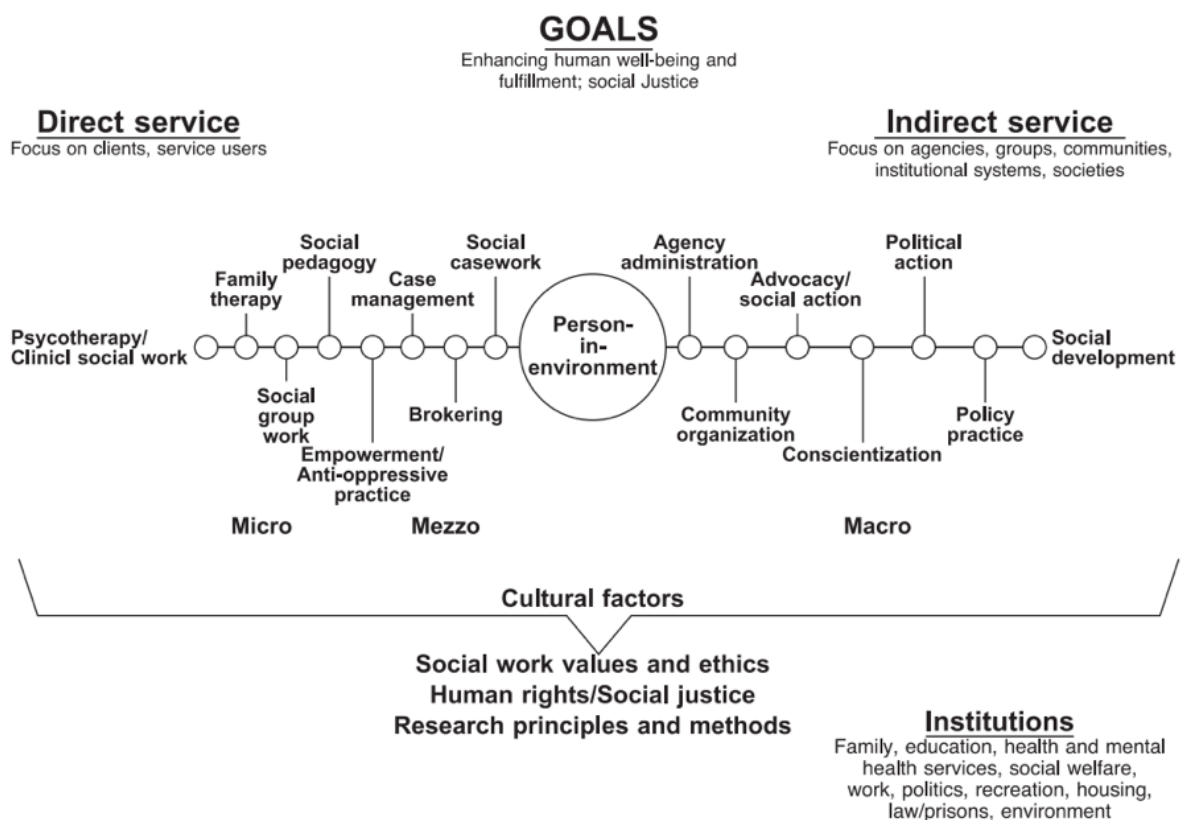 GOALS
Enhancing human well-being and
fulfillment; social Justice
Direct service
Focus on clients, service users
Indirect service
Focus on agencies, groups, communities,
institutional systems, societies
Psycotherapy/
Clinicl social work
Family
therapy
Social
group
work
Social
pedagogy
Empowerment/
Anti-oppressive
practice
Case
management
Brokering
Social
casework
Person-
in-
environment
Agency
administration
Community
organization
Advocacy/
social action
Conscientization
Political
action
Policy
practice
Social
development
Micro
Mezzo
Macro
Cultural factors
Social work values and ethics
Human rights/Social justice
Research principles and methods
Institutions
Family, education, health and mental
health services, social welfare,
work, politics, recreation, housing,
law/prisons, environment